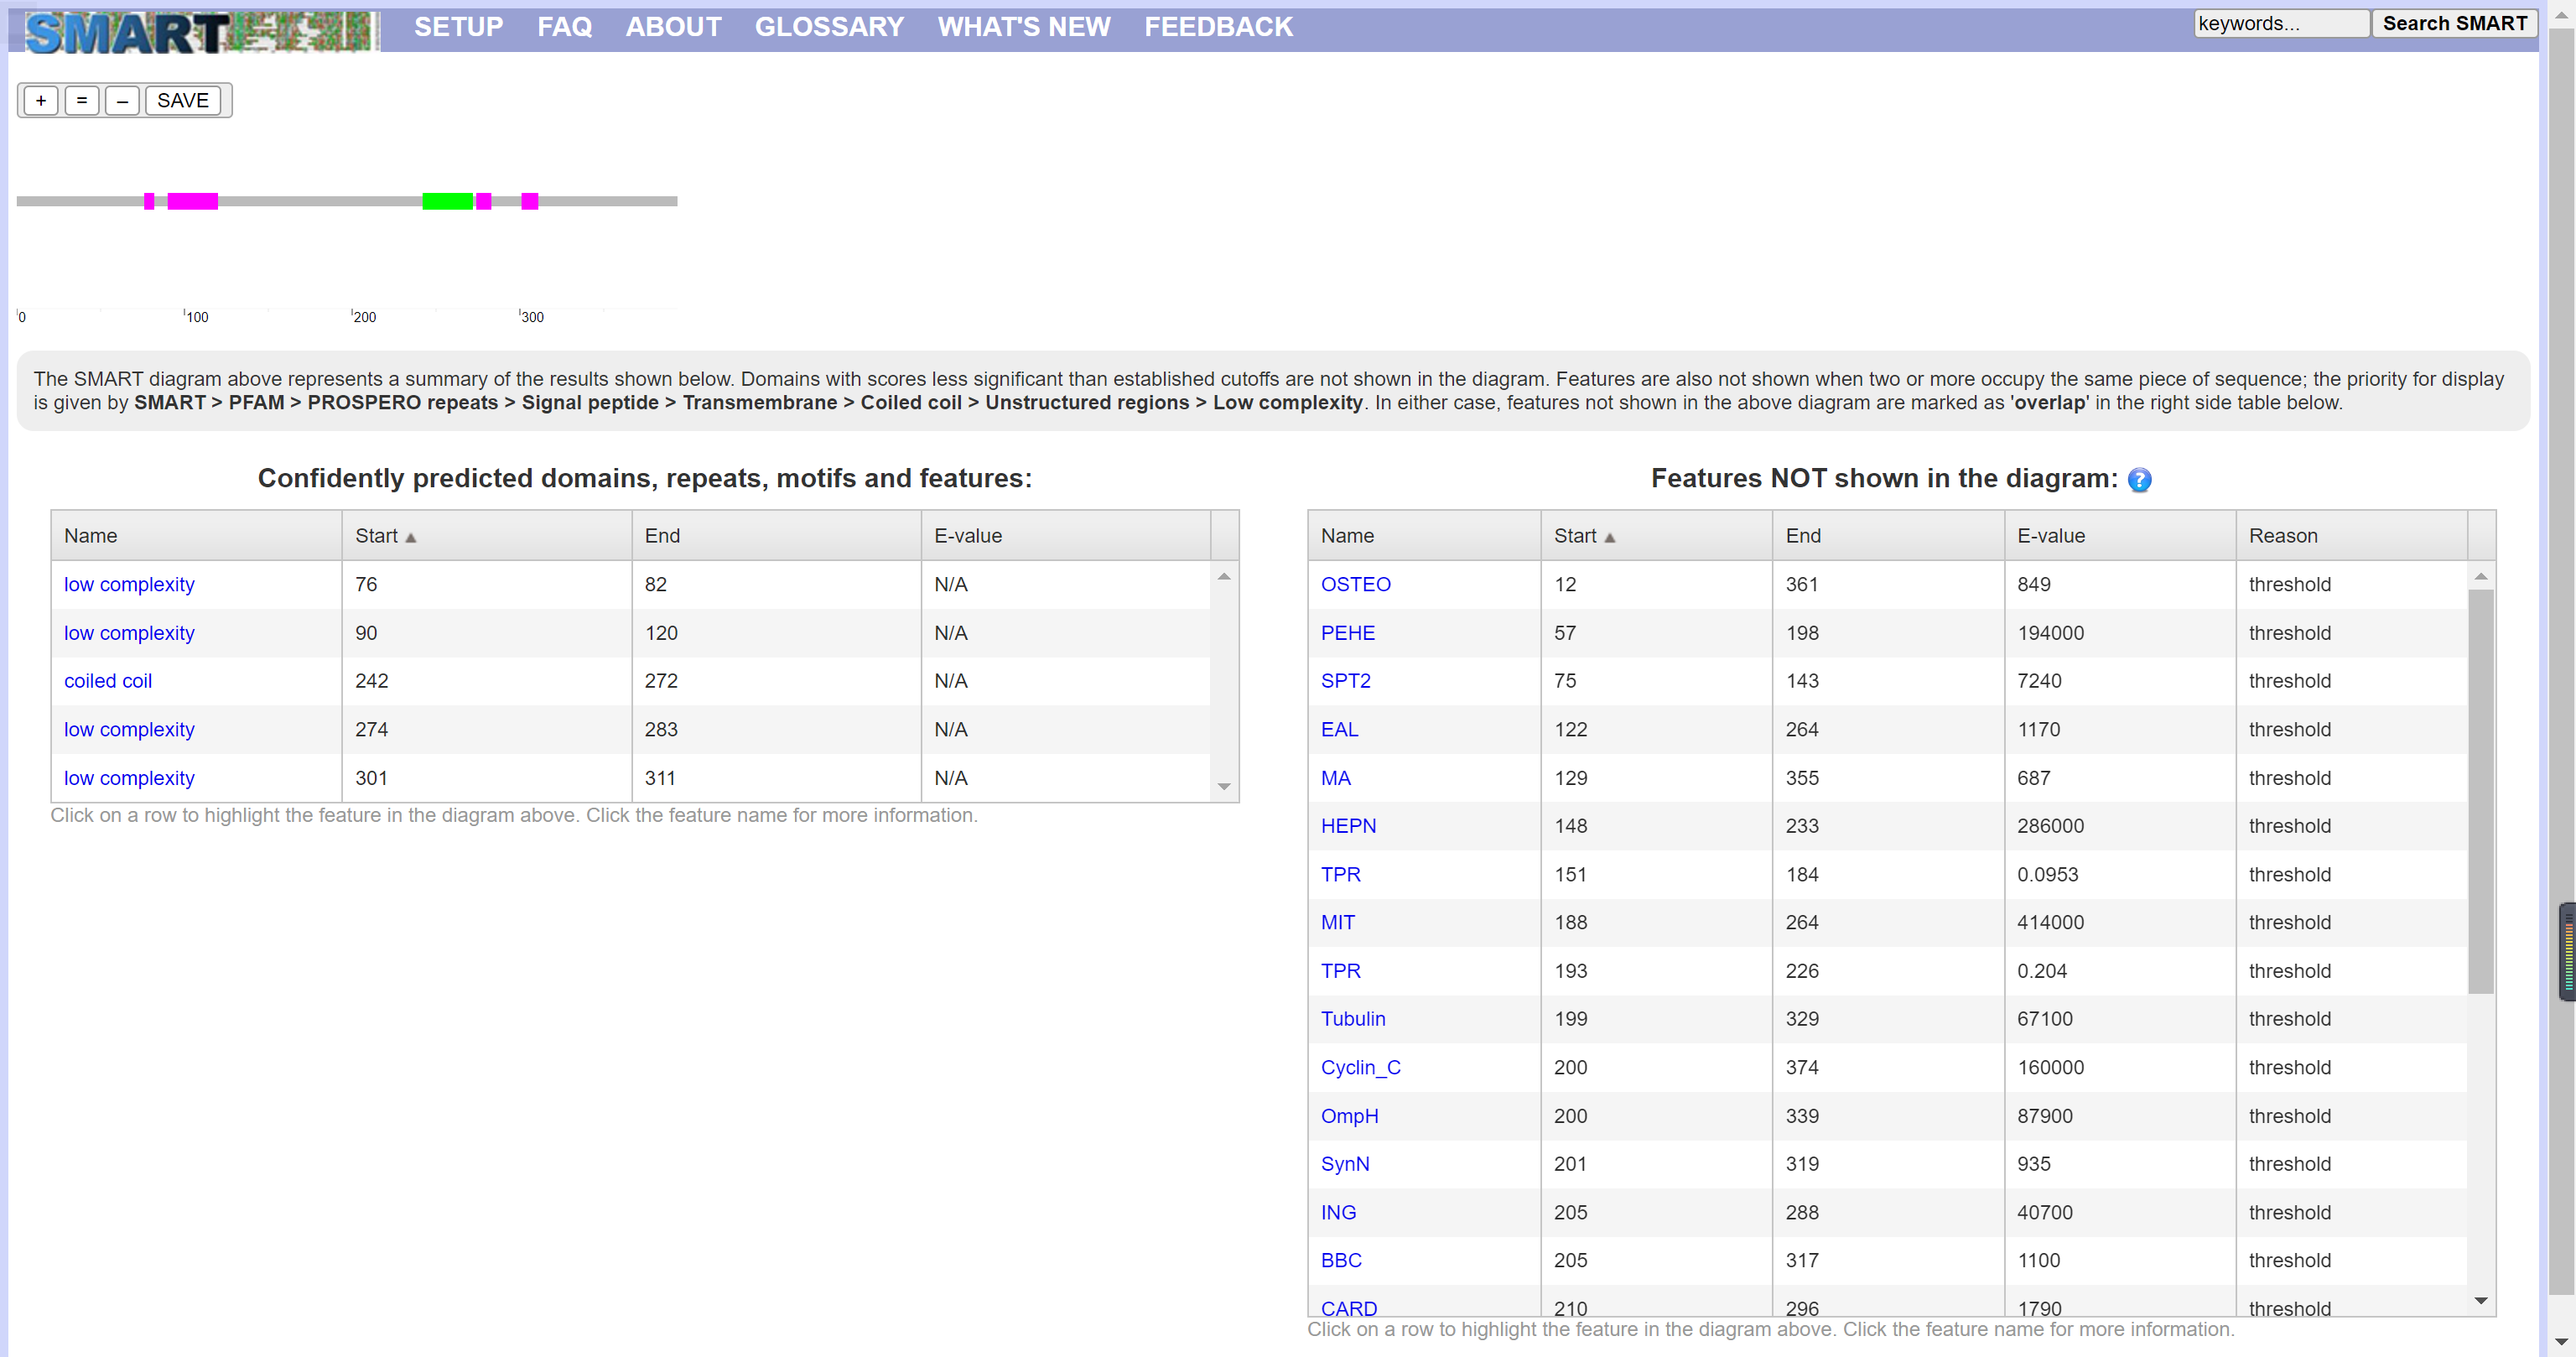 SMART SETUP FAQ ABOUT GLOSSARY WHAT'S NEW FEEDBACK keywords... Search SMART
+ = – SAVE
0 100 200 300
The SMART diagram above represents a summary of the results shown below. Domains with scores less significant than established cutoffs are not shown in the diagram. Features are also not shown when two or more occupy the same piece of sequence; the priority for display
is given by SMART > PFAM > PROSPERO repeats > Signal peptide > Transmembrane > Coiled coil > Unstructured regions > Low complexity. In either case, features not shown in the above diagram are marked as 'overlap' in the right side table below.
Confidently predicted domains, repeats, motifs and features:
Name Start End E-value
low complexity 76 82 N/A
low complexity 90 120 N/A
coiled coil 242 272 N/A
low complexity 274 283 N/A
low complexity 301 311 N/A
Click on a row to highlight the feature in the diagram above. Click the feature name for more information.
Features NOT shown in the diagram: ?
Name Start End E-value Reason
OSTEO 12 361 849 threshold
PEHE 57 198 194000 threshold
SPT2 75 143 7240 threshold
EAL 122 264 1170 threshold
MA 129 355 687 threshold
HEPN 148 233 286000 threshold
TPR 151 184 0.0953 threshold
MIT 188 264 414000 threshold
TPR 193 226 0.204 threshold
Tubulin 199 329 67100 threshold
Cyclin_C 200 374 160000 threshold
OmpH 200 339 87900 threshold
SynN 201 319 935 threshold
ING 205 288 40700 threshold
BBC 205 317 1100 threshold
CARD 210 296 1790 threshold
Click on a row to highlight the feature in the diagram above. Click the feature name for more information.